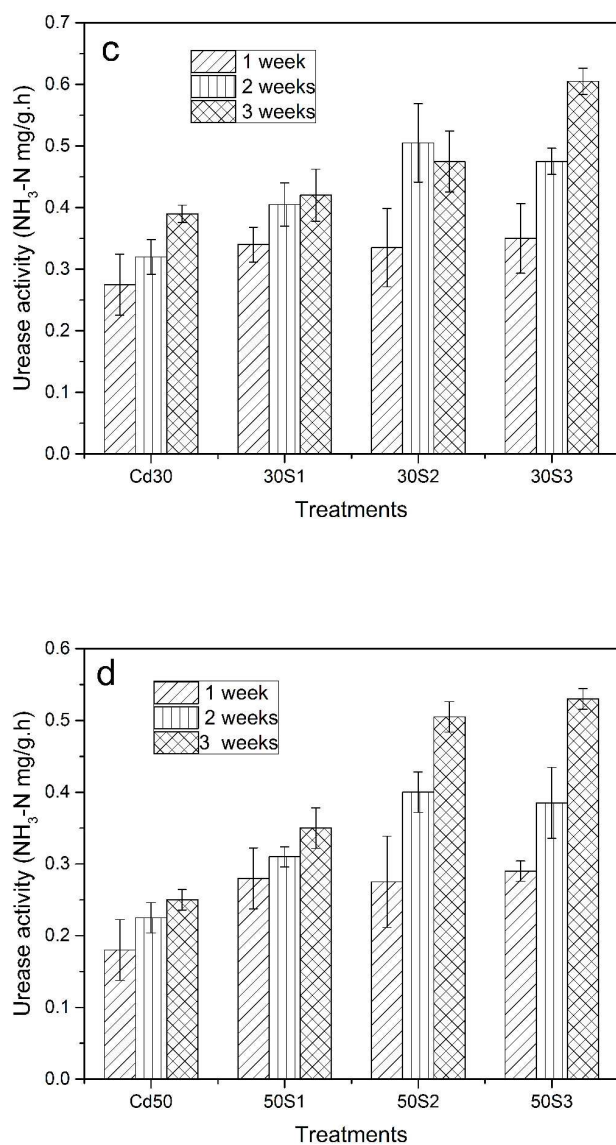 c
1 week
2 weeks
3 weeks
Urease activity (NH₃-N mg/g.h)
0.7
0.6
0.5
0.4
0.3
0.2
0.1
0.0
Cd30 30S1 30S2 30S3
Treatments
d
1 week
2 weeks
3 weeks
Urease activity (NH₃-N mg/g.h)
0.6
0.5
0.4
0.3
0.2
0.1
0.0
Cd50 50S1 50S2 50S3
Treatments